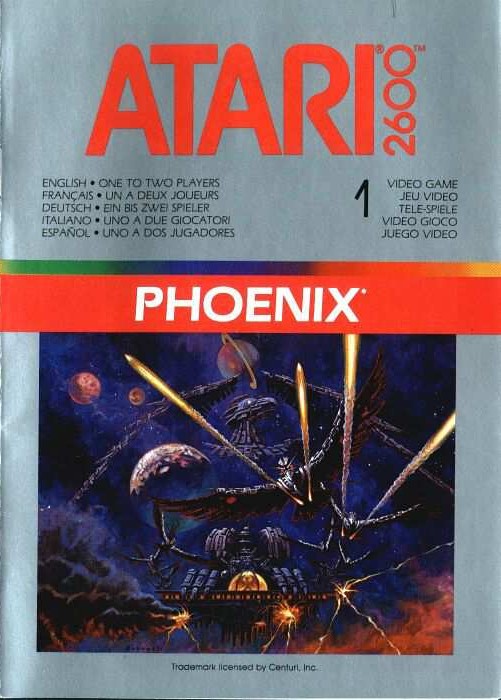 ATARI® 2600™
ENGLISH • ONE TO TWO PLAYERS
FRANÇAIS • UN A DEUX JOUEURS
DEUTSCH • EIN BIS ZWEI SPIELER
ITALIANO • UNO A DUE GIOCATORI
ESPAÑOL • UNO A DOS JUGADORES
1
VIDEO GAME
JEU VIDEO
TELE-SPIELE
VIDEO GIOCO
JUEGO VIDEO
PHOENIX*
Trademark licensed by Centuri, Inc.